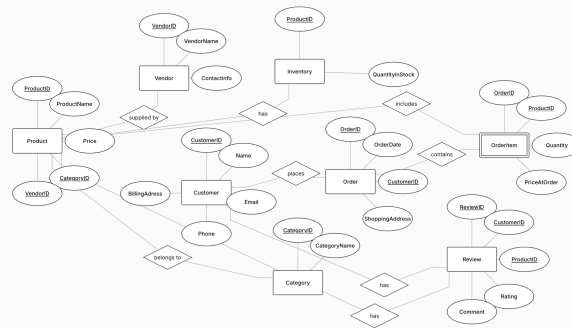 ProductID
VendorID
VendorName
Vendor
ContactInfo
Inventory
QuantityinStock
ProductID
ProductName
Product
Price
supplied by
has
includes
OrderID
ProductID
OrderItem
Quantity
PriceAtOrder
VendorID
CategoryID
CustomerID
Name
BillingAdress
Customer
Email
Phone
places
OrderID
OrderDate
Order
CustomerID
ShoppingAddress
contains
belongs to
CategoryID
CategoryName
Category
has
has
ReviewID
CustomerID
Review
ProductID
Rating
Comment